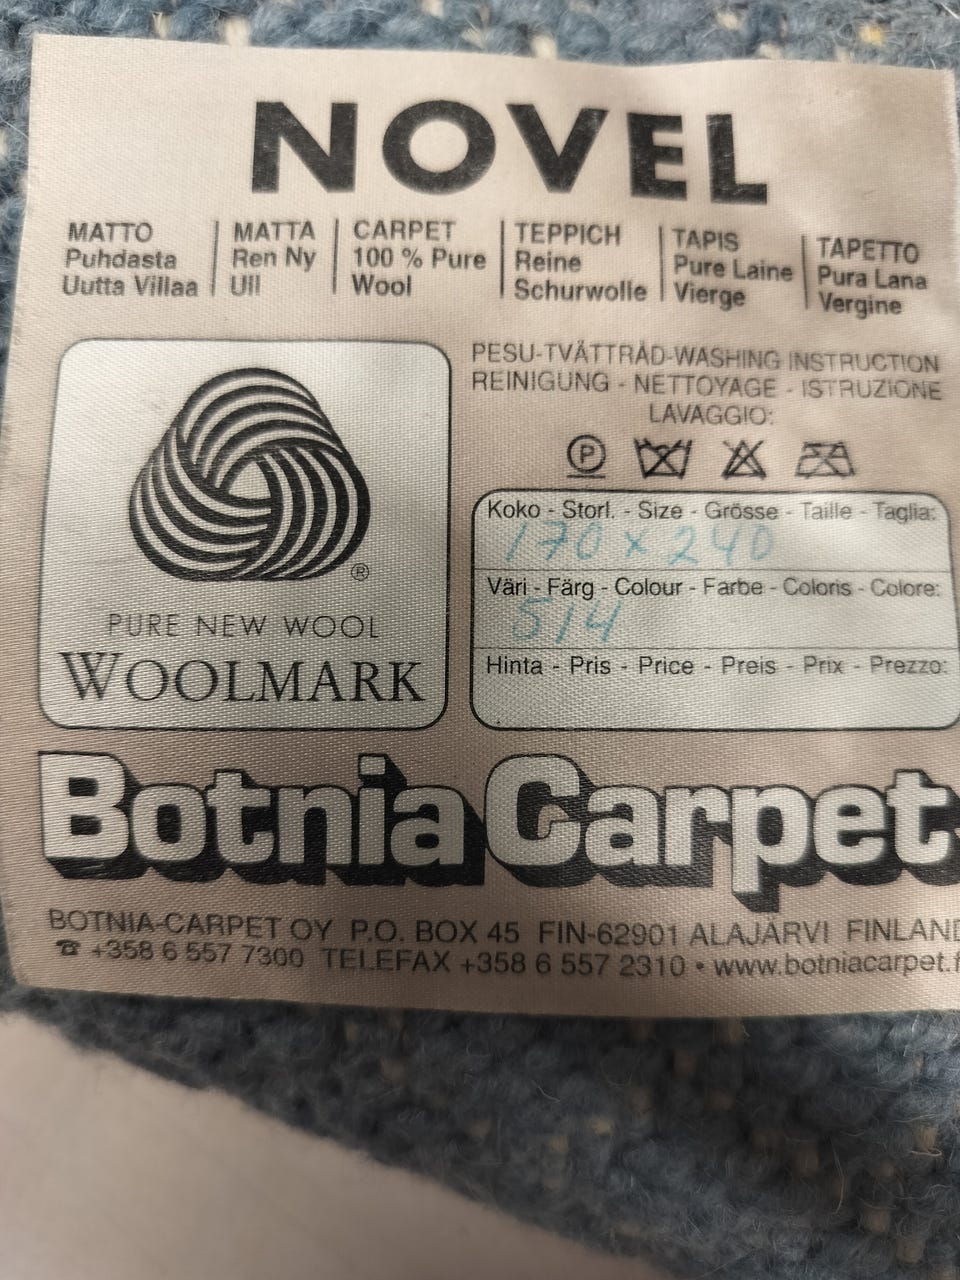 NOVEL
MATTO
Puhdasta
Uutta Villaa
MATTA
Ren Ny
Ull
CARPET
100 % Pure
Wool
TEPPICH
Reine
Schurwolle
TAPIS
Pure Laine
Vierge
TAPETTO
Pura Lana
Vergine
PESU-TVÄTTRÅD-WASHING INSTRUCTION
REINIGUNG - NETTOYAGE - ISTRUZIONE
LAVAGGIO:
P
Koko - Storl. - Size - Grösse - Taille - Taglia:
170 x 240
Väri - Färg - Colour - Farbe - Coloris - Colore:
514
Hinta - Pris - Price - Preis - Prix - Prezzo:
®
PURE NEW WOOL
WOOLMARK
Botnia Carpet
BOTNIA-CARPET OY P.O. BOX 45 FIN-62901 ALAJÄRVI FINLAND
☎ +358 6 557 7300 TELEFAX +358 6 557 2310 • www.botniacarpet.f